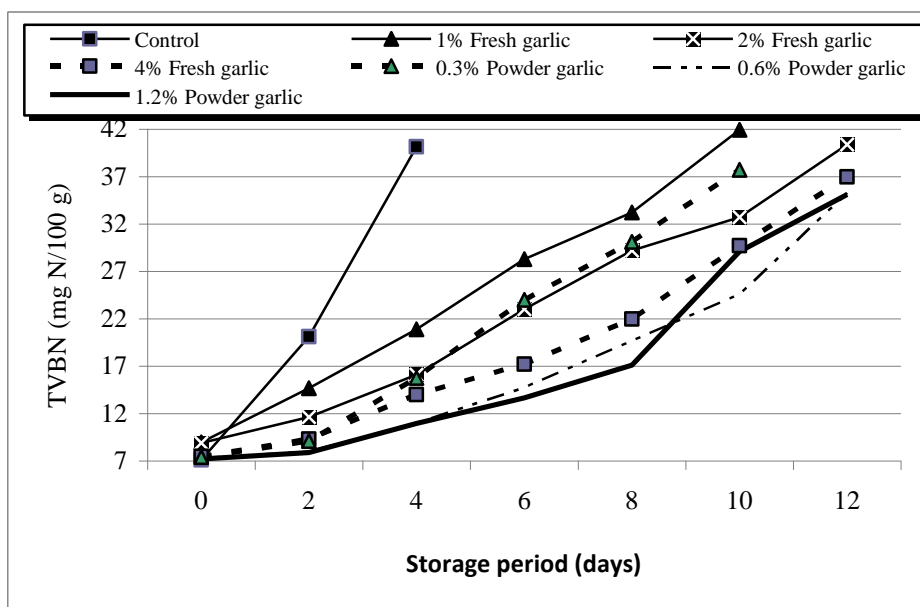 Control 1% Fresh garlic 2% Fresh garlic
4% Fresh garlic 0.3% Powder garlic 0.6% Powder garlic
1.2% Powder garlic
42
37
32
27
22
17
12
7
TVBN (mg N/100 g)
0 2 4 6 8 10 12
Storage period (days)